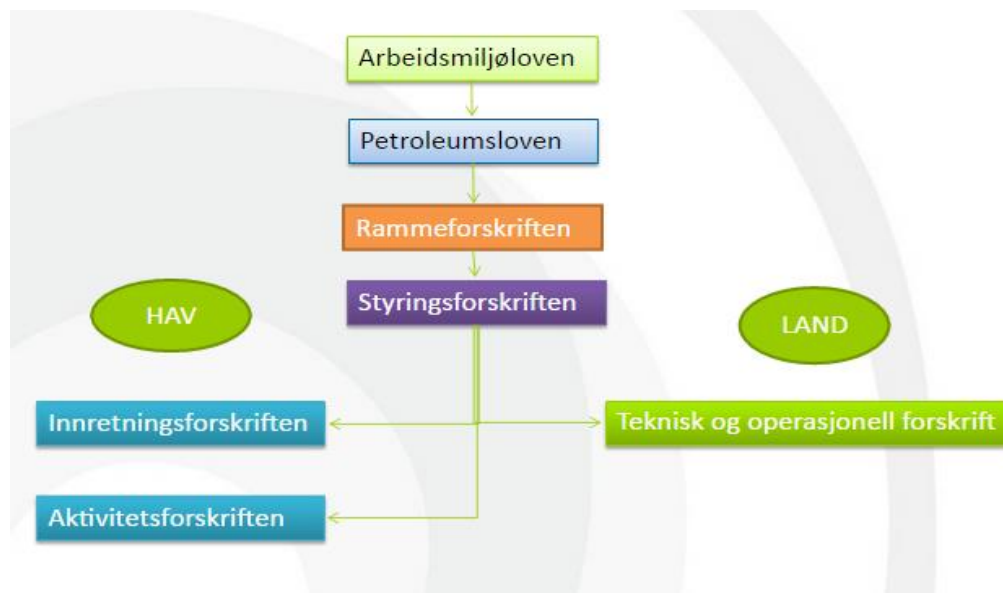 Arbeidsmiljøloven
Petroleumsloven
Rammeforskriften
Styringsforskriften
HAV
LAND
Innretningsforskriften
Teknisk og operasjonell forskrift
Aktivitetsforskriften